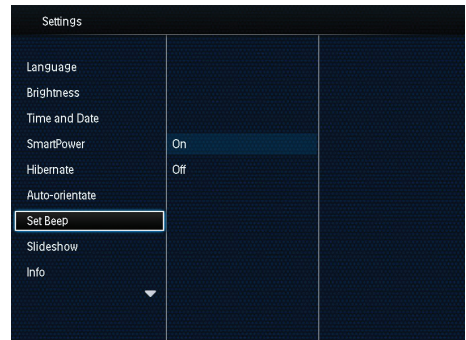 Settings
Language
Brightness
Time and Date
SmartPower
On
Hibernate
Off
Auto-orientate
Set Beep
Slideshow
Info